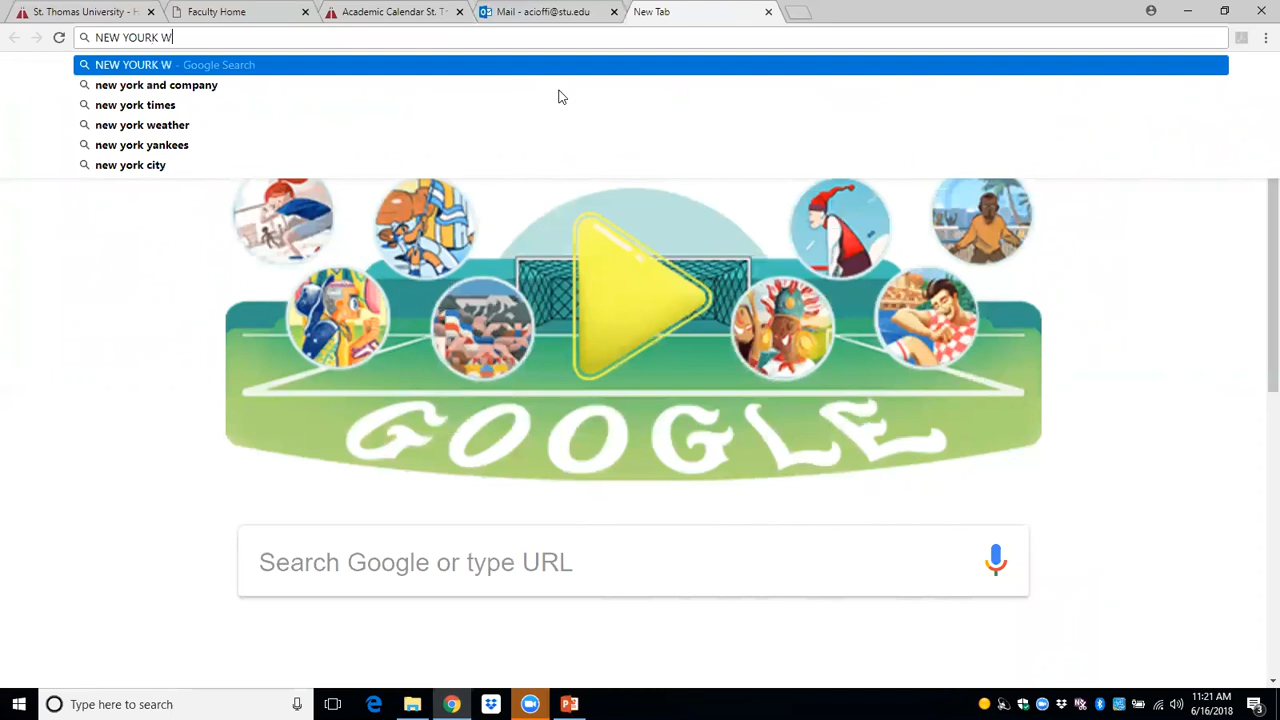 St. Thomas University - H
Faculty Home
Academic Calendar St. T
Mail - acioffi@stu.edu
New Tab
NEW YOURK W
NEW YOURK W - Google Search
new york and company
new york times
new york weather
new york yankees
new york city
GOOGLE
Search Google or type URL
Type here to search
11:21 AM
6/16/2018
3